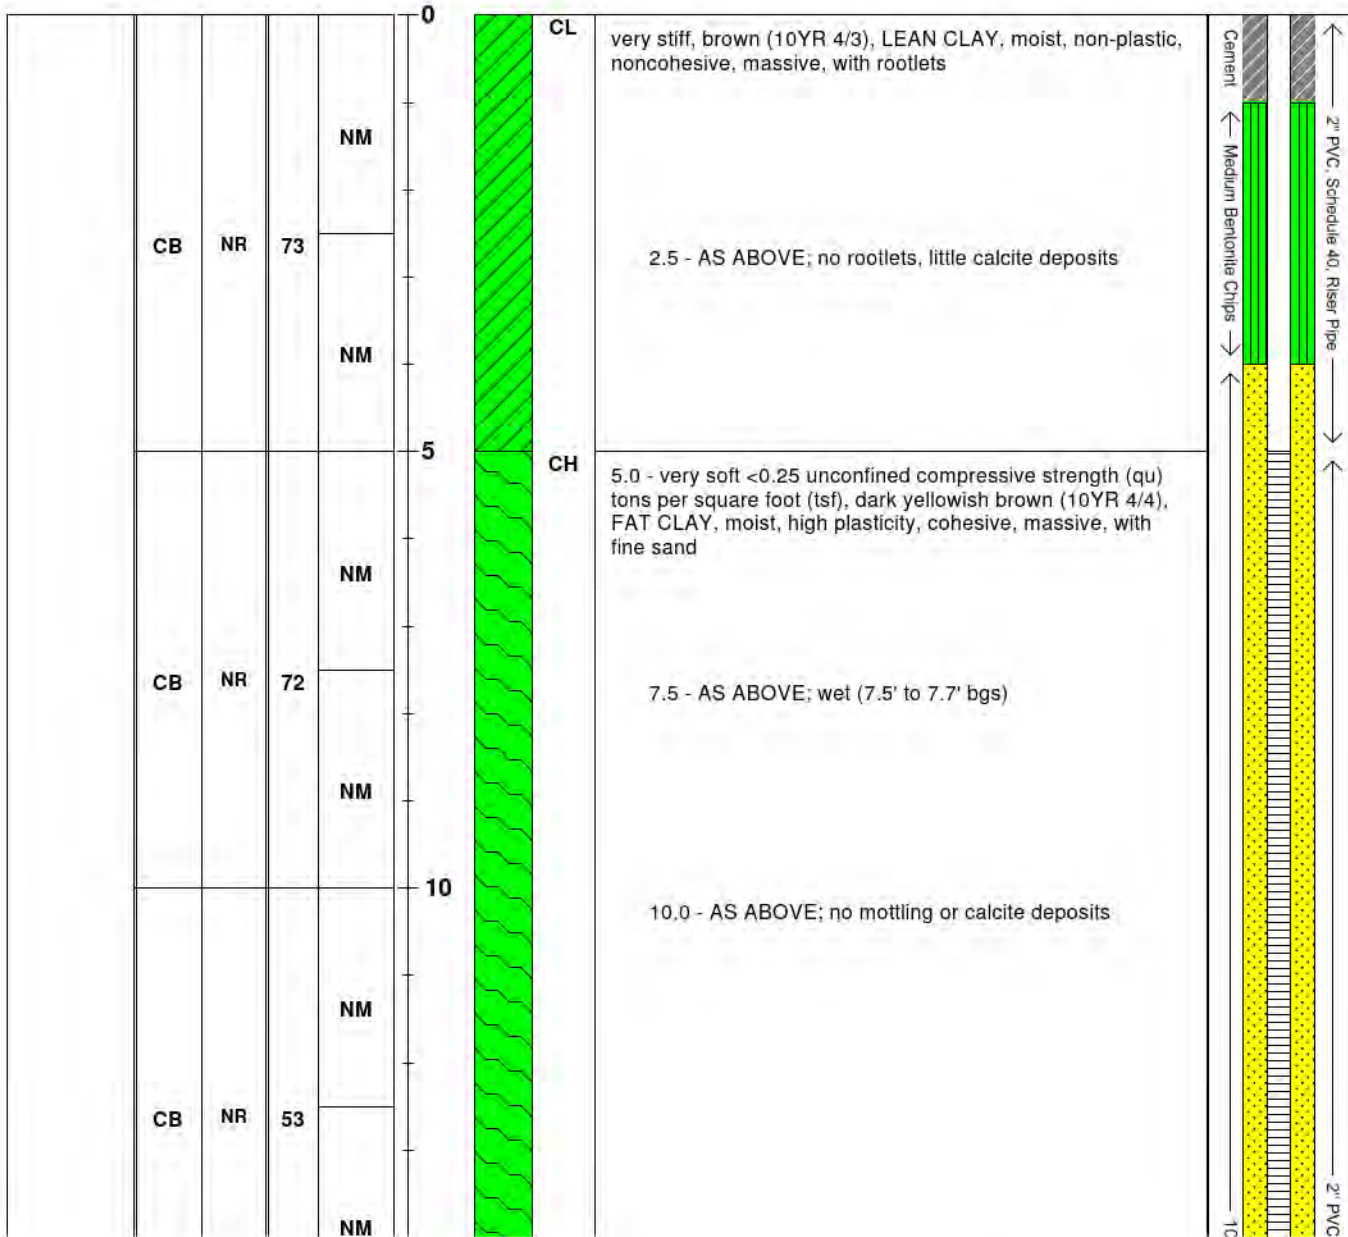 0
CL
very stiff, brown (10YR 4/3), LEAN CLAY, moist, non-plastic,
noncohesive, massive, with rootlets
NM
CB NR 73
2.5 - AS ABOVE; no rootlets, little calcite deposits
NM
5
CH
5.0 - very soft <0.25 unconfined compressive strength (qu)
tons per square foot (tsf), dark yellowish brown (10YR 4/4),
FAT CLAY, moist, high plasticity, cohesive, massive, with
fine sand
NM
CB NR 72
7.5 - AS ABOVE; wet (7.5' to 7.7' bgs)
NM
10
10.0 - AS ABOVE; no mottling or calcite deposits
NM
CB NR 53
NM
Cement
Medium Bentonite Chips
10
2" PVC, Schedule 40, Riser Pipe
2" PVC